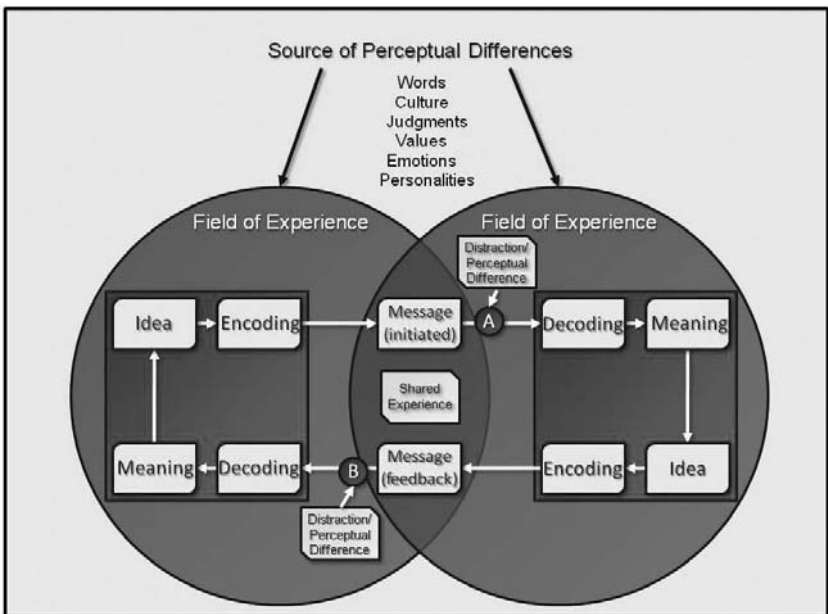 Source of Perceptual Differences
Words
Culture
Judgments
Values
Emotions
Personalities
Field of Experience
Field of Experience
Distraction/
Perceptual
Difference
Idea
Encoding
Message
(initiated)
A
Decoding
Meaning
Shared
Experience
Meaning
Decoding
B
Message
(feedback)
Encoding
Idea
Distraction/
Perceptual
Difference